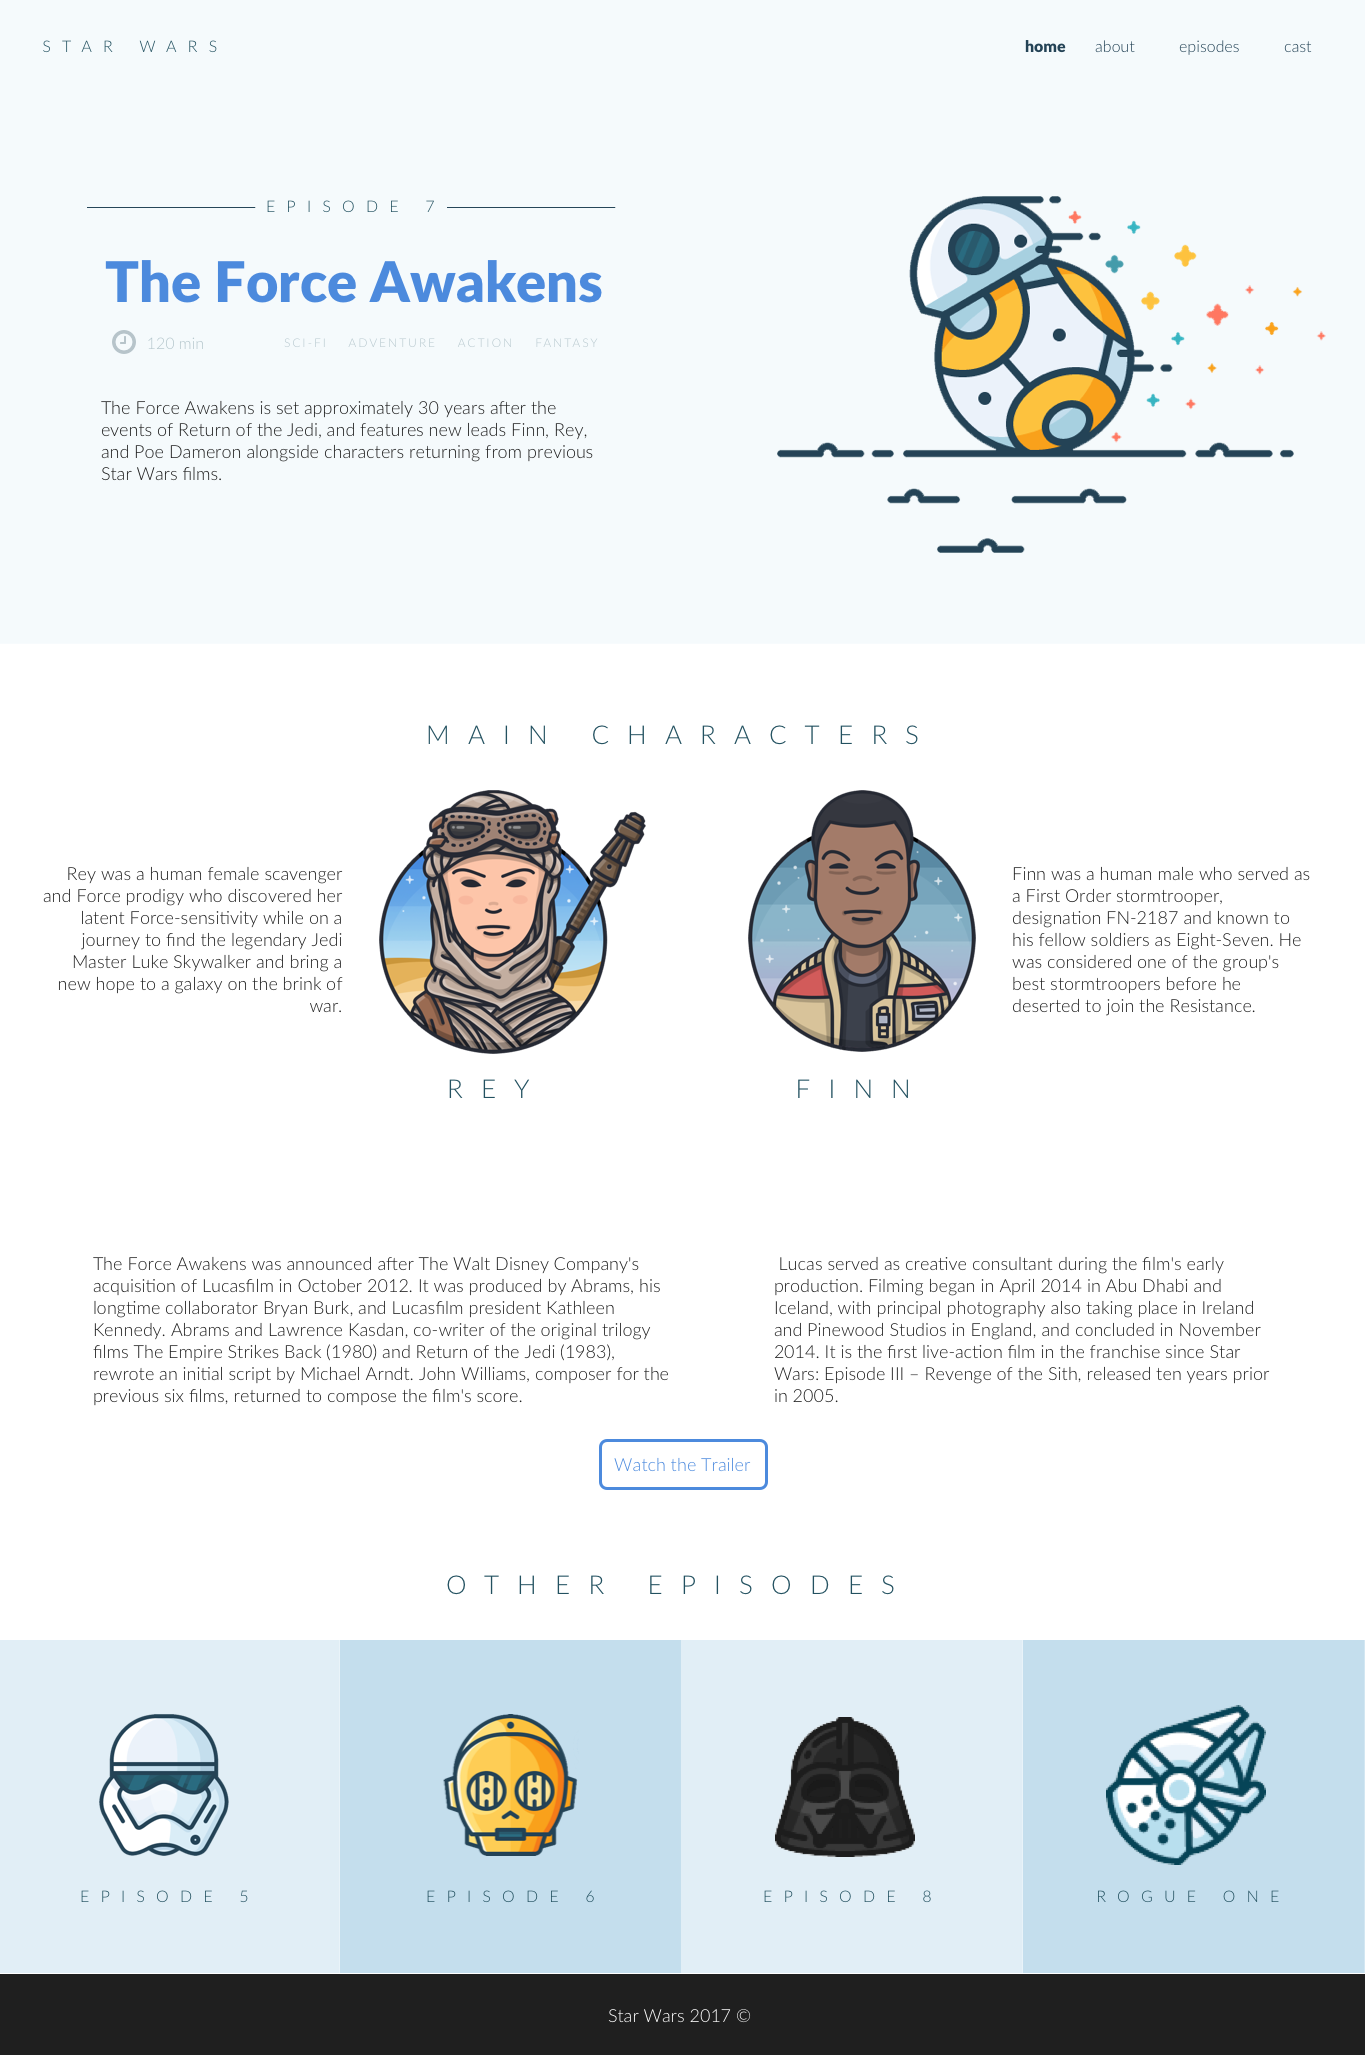 STAR WARS
home about episodes cast
EPISODE 7
The Force Awakens
120 min SCI-FI ADVENTURE ACTION FANTASY
The Force Awakens is set approximately 30 years after the
events of Return of the Jedi, and features new leads Finn, Rey,
and Poe Dameron alongside characters returning from previous
Star Wars films.
MAIN CHARACTERS
Rey was a human female scavenger
and Force prodigy who discovered her
latent Force-sensitivity while on a
journey to find the legendary Jedi
Master Luke Skywalker and bring a
new hope to a galaxy on the brink of
war.
REY
Finn was a human male who served as
a First Order stormtrooper,
designation FN-2187 and known to
his fellow soldiers as Eight-Seven. He
was considered one of the group's
best stormtroopers before he
deserted to join the Resistance.
FINN
The Force Awakens was announced after The Walt Disney Company's
acquisition of Lucasfilm in October 2012. It was produced by Abrams, his
longtime collaborator Bryan Burk, and Lucasfilm president Kathleen
Kennedy. Abrams and Lawrence Kasdan, co-writer of the original trilogy
films The Empire Strikes Back (1980) and Return of the Jedi (1983),
rewrote an initial script by Michael Arndt. John Williams, composer for the
previous six films, returned to compose the film's score.
Lucas served as creative consultant during the film's early
production. Filming began in April 2014 in Abu Dhabi and
Iceland, with principal photography also taking place in Ireland
and Pinewood Studios in England, and concluded in November
2014. It is the first live-action film in the franchise since Star
Wars: Episode III – Revenge of the Sith, released ten years prior
in 2005.
Watch the Trailer
OTHER EPISODES
EPISODE 5
EPISODE 6
EPISODE 8
ROGUE ONE
Star Wars 2017 ©